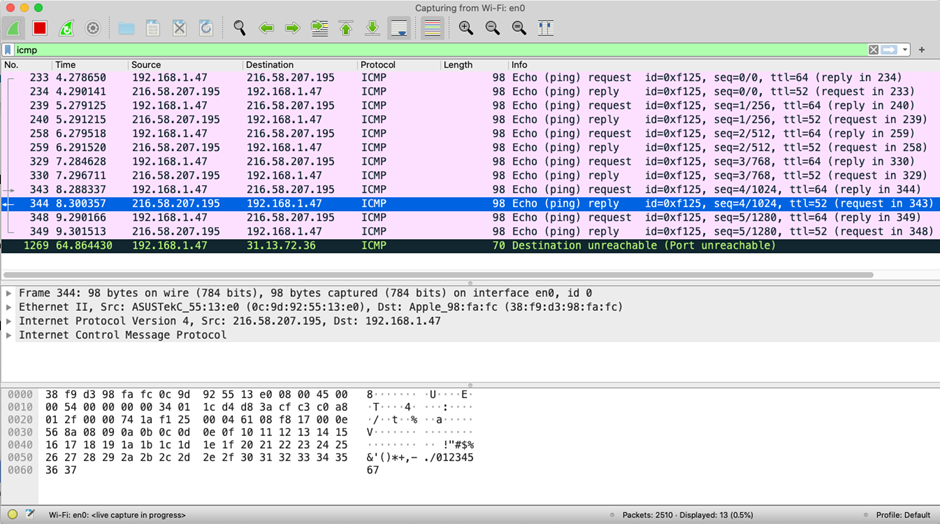 Capturing from Wi-Fi: en0
icmp
No. Time Source Destination Protocol Length Info
233 4.278650 192.168.1.47 216.58.207.195 ICMP 98 Echo (ping) request id=0xf125, seq=0/0, ttl=64 (reply in 234)
234 4.290141 216.58.207.195 192.168.1.47 ICMP 98 Echo (ping) reply id=0xf125, seq=0/0, ttl=52 (request in 233)
239 5.279125 192.168.1.47 216.58.207.195 ICMP 98 Echo (ping) request id=0xf125, seq=1/256, ttl=64 (reply in 240)
240 5.291215 216.58.207.195 192.168.1.47 ICMP 98 Echo (ping) reply id=0xf125, seq=1/256, ttl=52 (request in 239)
258 6.279518 192.168.1.47 216.58.207.195 ICMP 98 Echo (ping) request id=0xf125, seq=2/512, ttl=64 (reply in 259)
259 6.291520 216.58.207.195 192.168.1.47 ICMP 98 Echo (ping) reply id=0xf125, seq=2/512, ttl=52 (request in 258)
329 7.284628 192.168.1.47 216.58.207.195 ICMP 98 Echo (ping) request id=0xf125, seq=3/768, ttl=64 (reply in 330)
330 7.296711 216.58.207.195 192.168.1.47 ICMP 98 Echo (ping) reply id=0xf125, seq=3/768, ttl=52 (request in 329)
343 8.288337 192.168.1.47 216.58.207.195 ICMP 98 Echo (ping) request id=0xf125, seq=4/1024, ttl=64 (reply in 344)
344 8.300357 216.58.207.195 192.168.1.47 ICMP 98 Echo (ping) reply id=0xf125, seq=4/1024, ttl=52 (request in 343)
348 9.290166 192.168.1.47 216.58.207.195 ICMP 98 Echo (ping) request id=0xf125, seq=5/1280, ttl=64 (reply in 349)
349 9.301513 216.58.207.195 192.168.1.47 ICMP 98 Echo (ping) reply id=0xf125, seq=5/1280, ttl=52 (request in 348)
1269 64.864430 192.168.1.47 31.13.72.36 ICMP 70 Destination unreachable (Port unreachable)
Frame 344: 98 bytes on wire (784 bits), 98 bytes captured (784 bits) on interface en0, id 0
Ethernet II, Src: ASUSTekC_55:13:e0 (0c:9d:92:55:13:e0), Dst: Apple_98:fa:fc (38:f9:d3:98:fa:fc)
Internet Protocol Version 4, Src: 216.58.207.195, Dst: 192.168.1.47
Internet Control Message Protocol
0000 38 f9 d3 98 fa fc 0c 9d 92 55 13 e0 08 00 45 00 8······· ·U····E·
0010 00 54 00 00 00 00 34 01 1c d4 d8 3a cf c3 c0 a8 ·T····4· ···:····
0020 01 2f 00 00 74 1a f1 25 00 04 61 08 f8 17 00 0e ·/··t··% ··a·····
0030 56 8a 08 09 0a 0b 0c 0d 0e 0f 10 11 12 13 14 15 V······· ········
0040 16 17 18 19 1a 1b 1c 1d 1e 1f 20 21 22 23 24 25 ········ ·· !"#$%
0050 26 27 28 29 2a 2b 2c 2d 2e 2f 30 31 32 33 34 35 &'()*+,- ./012345
0060 36 37 67
Wi-Fi: en0: <live capture in progress> Packets: 2510 · Displayed: 13 (0.5%) Profile: Default